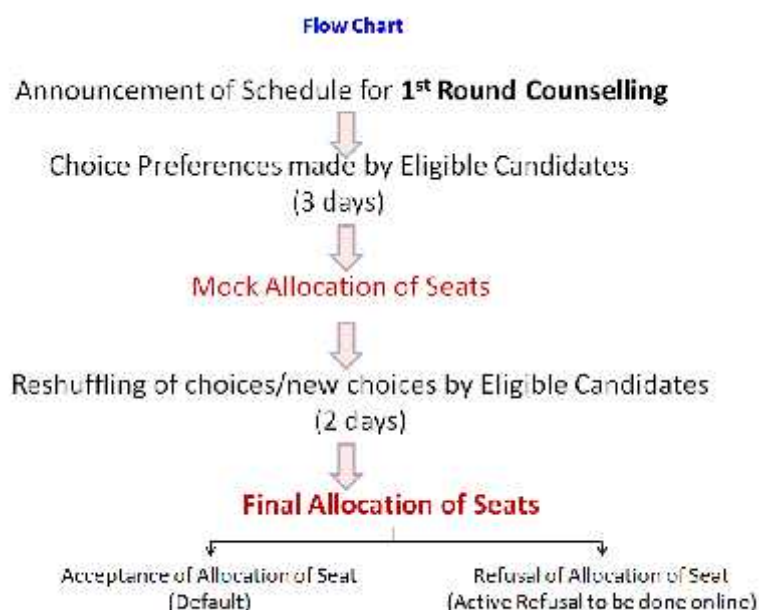 Flow Chart
Announcement of Schedule for 1st Round Counselling
Choice Preferences made by Eligible Candidates
(3 days)
Mock Allocation of Seats
Reshuffling of choices/new choices by Eligible Candidates
(2 days)
Final Allocation of Seats
Acceptance of Allocation of Seat
(Default)
Refusal of Allocation of Seat
(Active Refusal to be done online)